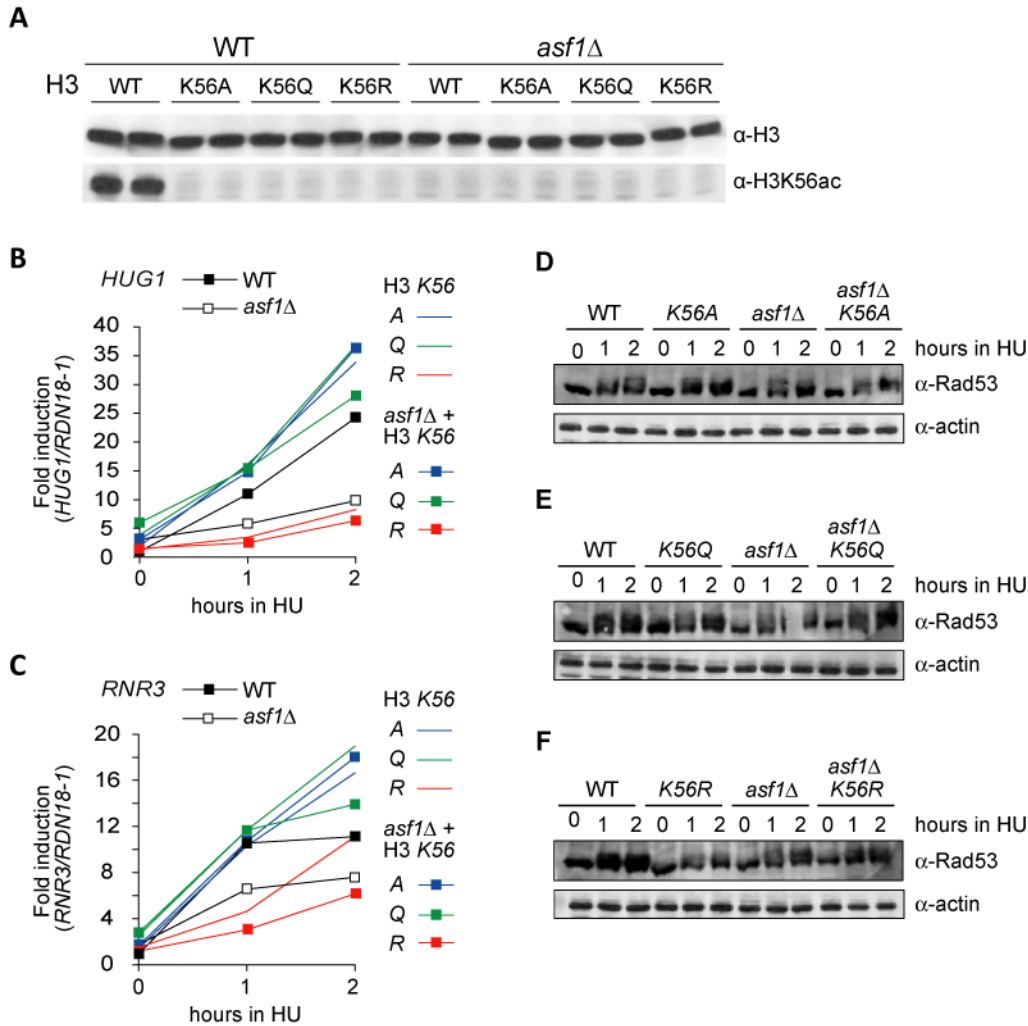 A
WT asf1Δ
H3 WT K56A K56Q K56R WT K56A K56Q K56R
α-H3
α-H3K56ac
B
HUG1 WT
asf1Δ
H3 K56
A
Q
R
asf1Δ +
H3 K56
A
Q
R
Fold induction
(HUG1/RDN18-1)
40
35
30
25
20
15
10
5
0
0 1 2
hours in HU
C
RNR3 WT
asf1Δ
H3 K56
A
Q
R
asf1Δ +
H3 K56
A
Q
R
Fold induction
(RNR3/RDN18-1)
20
16
12
8
4
0
0 1 2
hours in HU
D
WT K56A asf1Δ asf1Δ
K56A
0 1 2 0 1 2 0 1 2 0 1 2 hours in HU
α-Rad53
α-actin
E
WT K56Q asf1Δ asf1Δ
K56Q
0 1 2 0 1 2 0 1 2 0 1 2 hours in HU
α-Rad53
α-actin
F
WT K56R asf1Δ asf1Δ
K56R
0 1 2 0 1 2 0 1 2 0 1 2 hours in HU
α-Rad53
α-actin